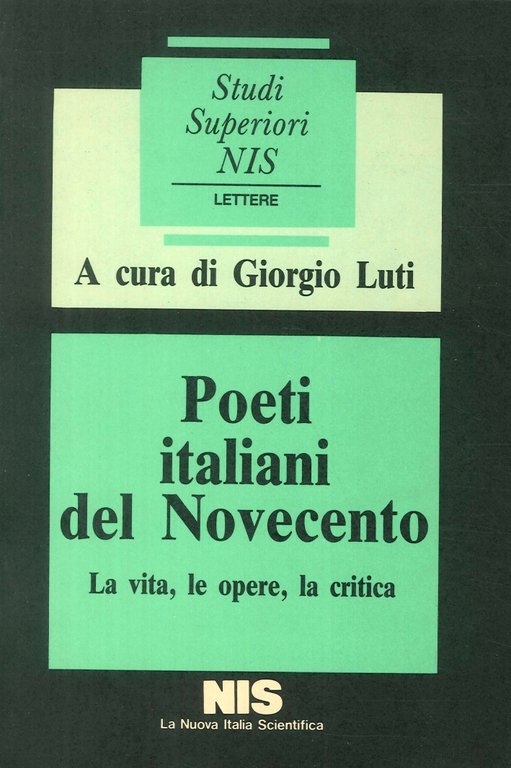 Studi
Superiori
NIS
LETTERE
A cura di Giorgio Luti
Poeti
italiani
del Novecento
La vita, le opere, la critica
NIS
La Nuova Italia Scientifica